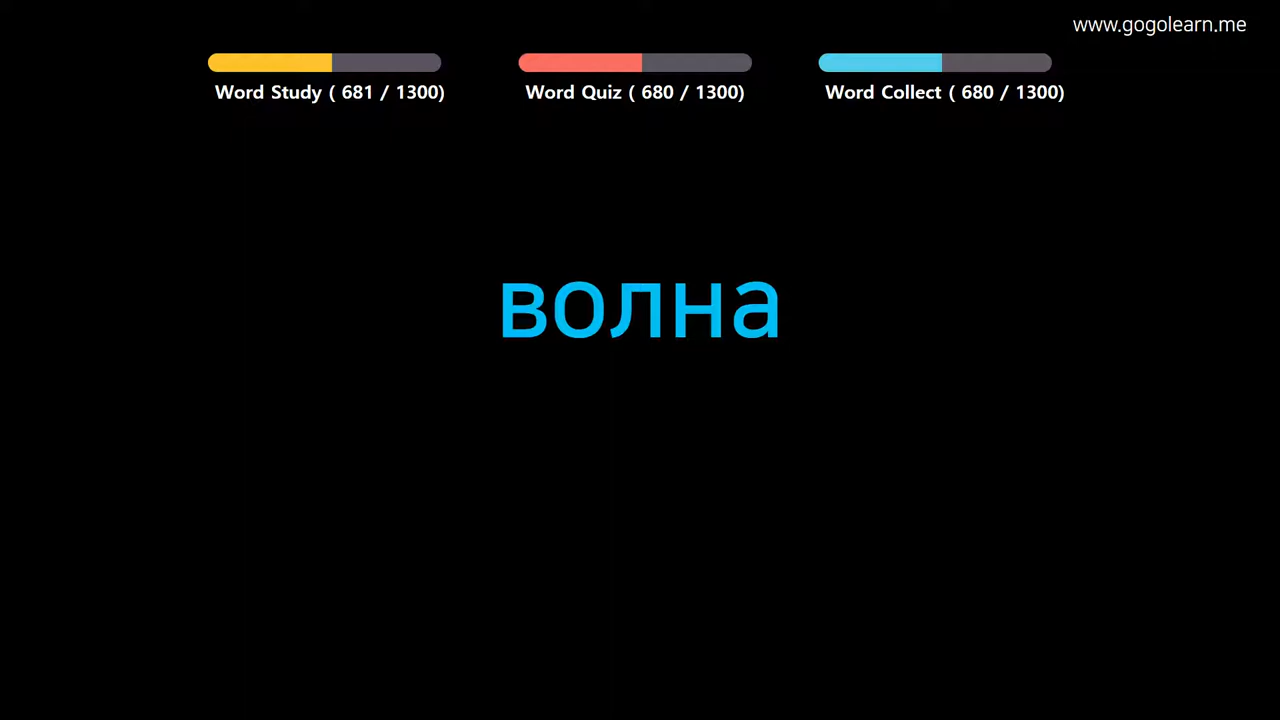 www.gogolearn.me
Word Study ( 681 / 1300)
Word Quiz ( 680 / 1300)
Word Collect ( 680 / 1300)
волна